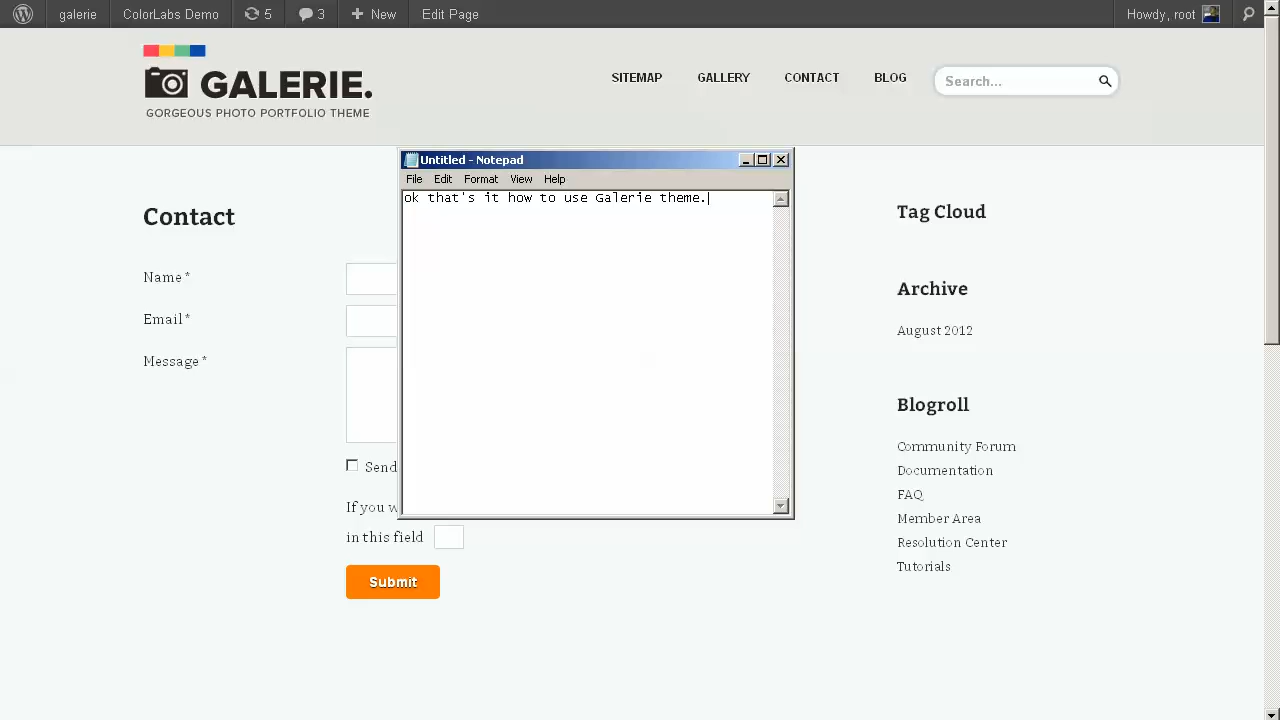 galerie ColorLabs Demo 5 3 New Edit Page Howdy, root
GALERIE.
GORGEOUS PHOTO PORTFOLIO THEME
SITEMAP GALLERY CONTACT BLOG Search...
Untitled - Notepad
File Edit Format View Help
ok that's it how to use Galerie theme.
Contact
Name *
Email *
Message *
Send
If you w
in this field
Submit
Tag Cloud
Archive
August 2012
Blogroll
Community Forum
Documentation
FAQ
Member Area
Resolution Center
Tutorials